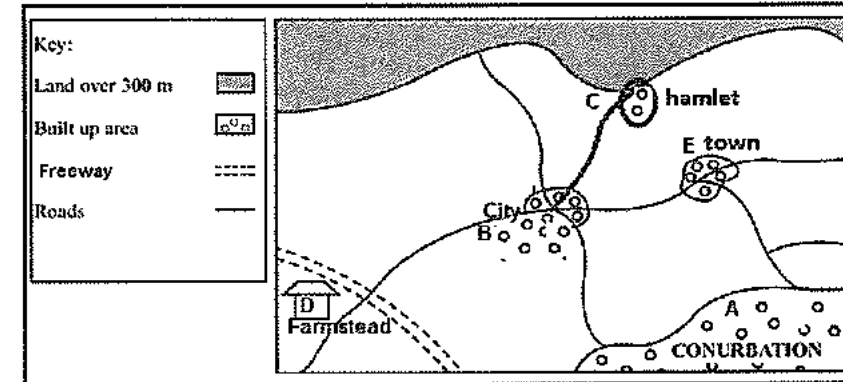 Key:
Land over 300 m
Built up area
Freeway
Roads
C hamlet
E town
City
B
D
Farmstead
A
CONURBATION